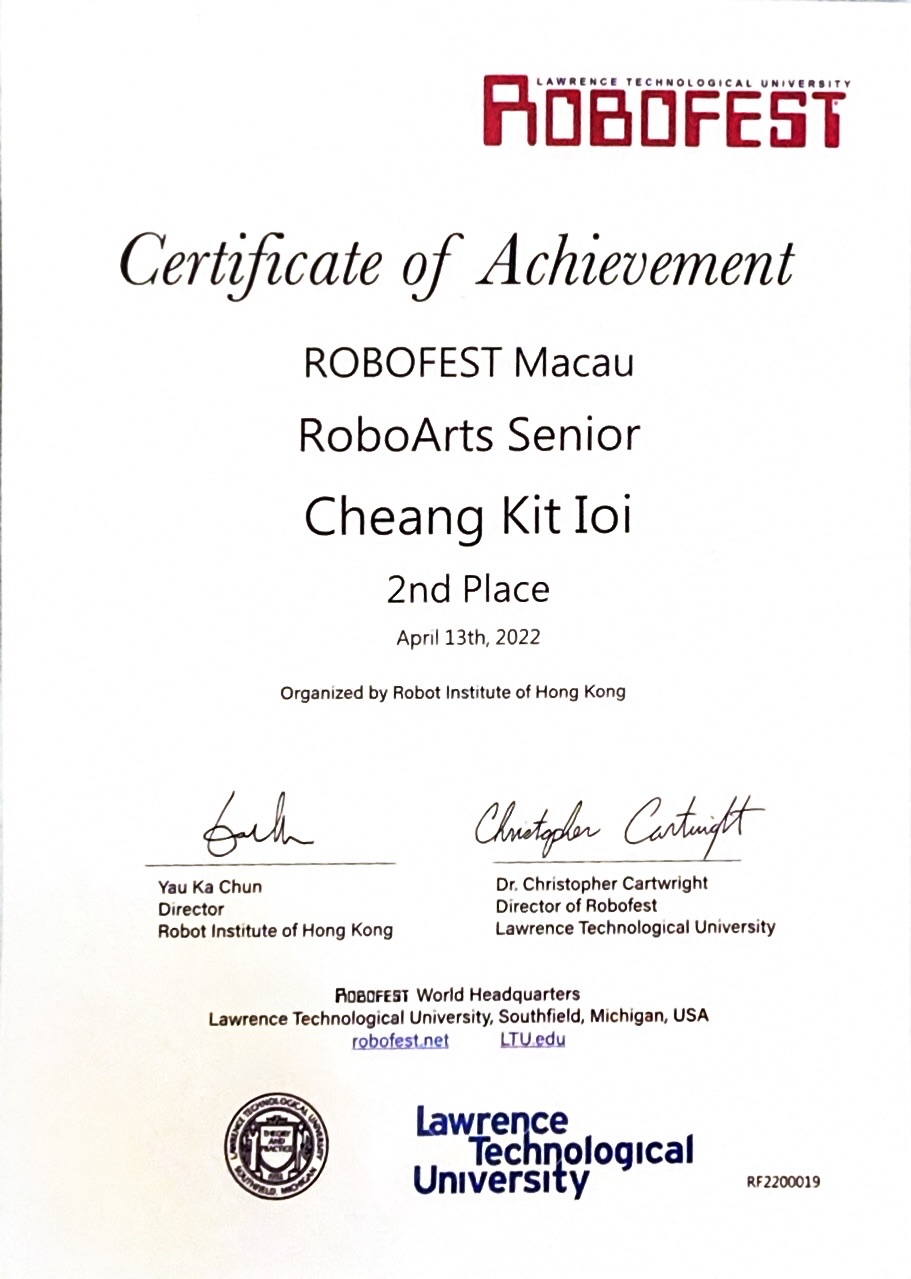 LAWRENCE TECHNOLOGICAL UNIVERSITY
ROBOFEST
Certificate of Achievement
ROBOFEST Macau
RoboArts Senior
Cheang Kit Ioi
2nd Place
April 13th, 2022
Organized by Robot Institute of Hong Kong
Christopher Cartwright
Yau Ka Chun
Director
Robot Institute of Hong Kong
Dr. Christopher Cartwright
Director of Robofest
Lawrence Technological University
ROBOFEST World Headquarters
Lawrence Technological University, Southfield, Michigan, USA
robofest.net LTU.edu
LAWRENCE TECHNOLOGICAL UNIVERSITY
THEORY
AND
PRACTICE
SOUTHFIELD, MICHIGAN
Lawrence
Technological
University
RF2200019